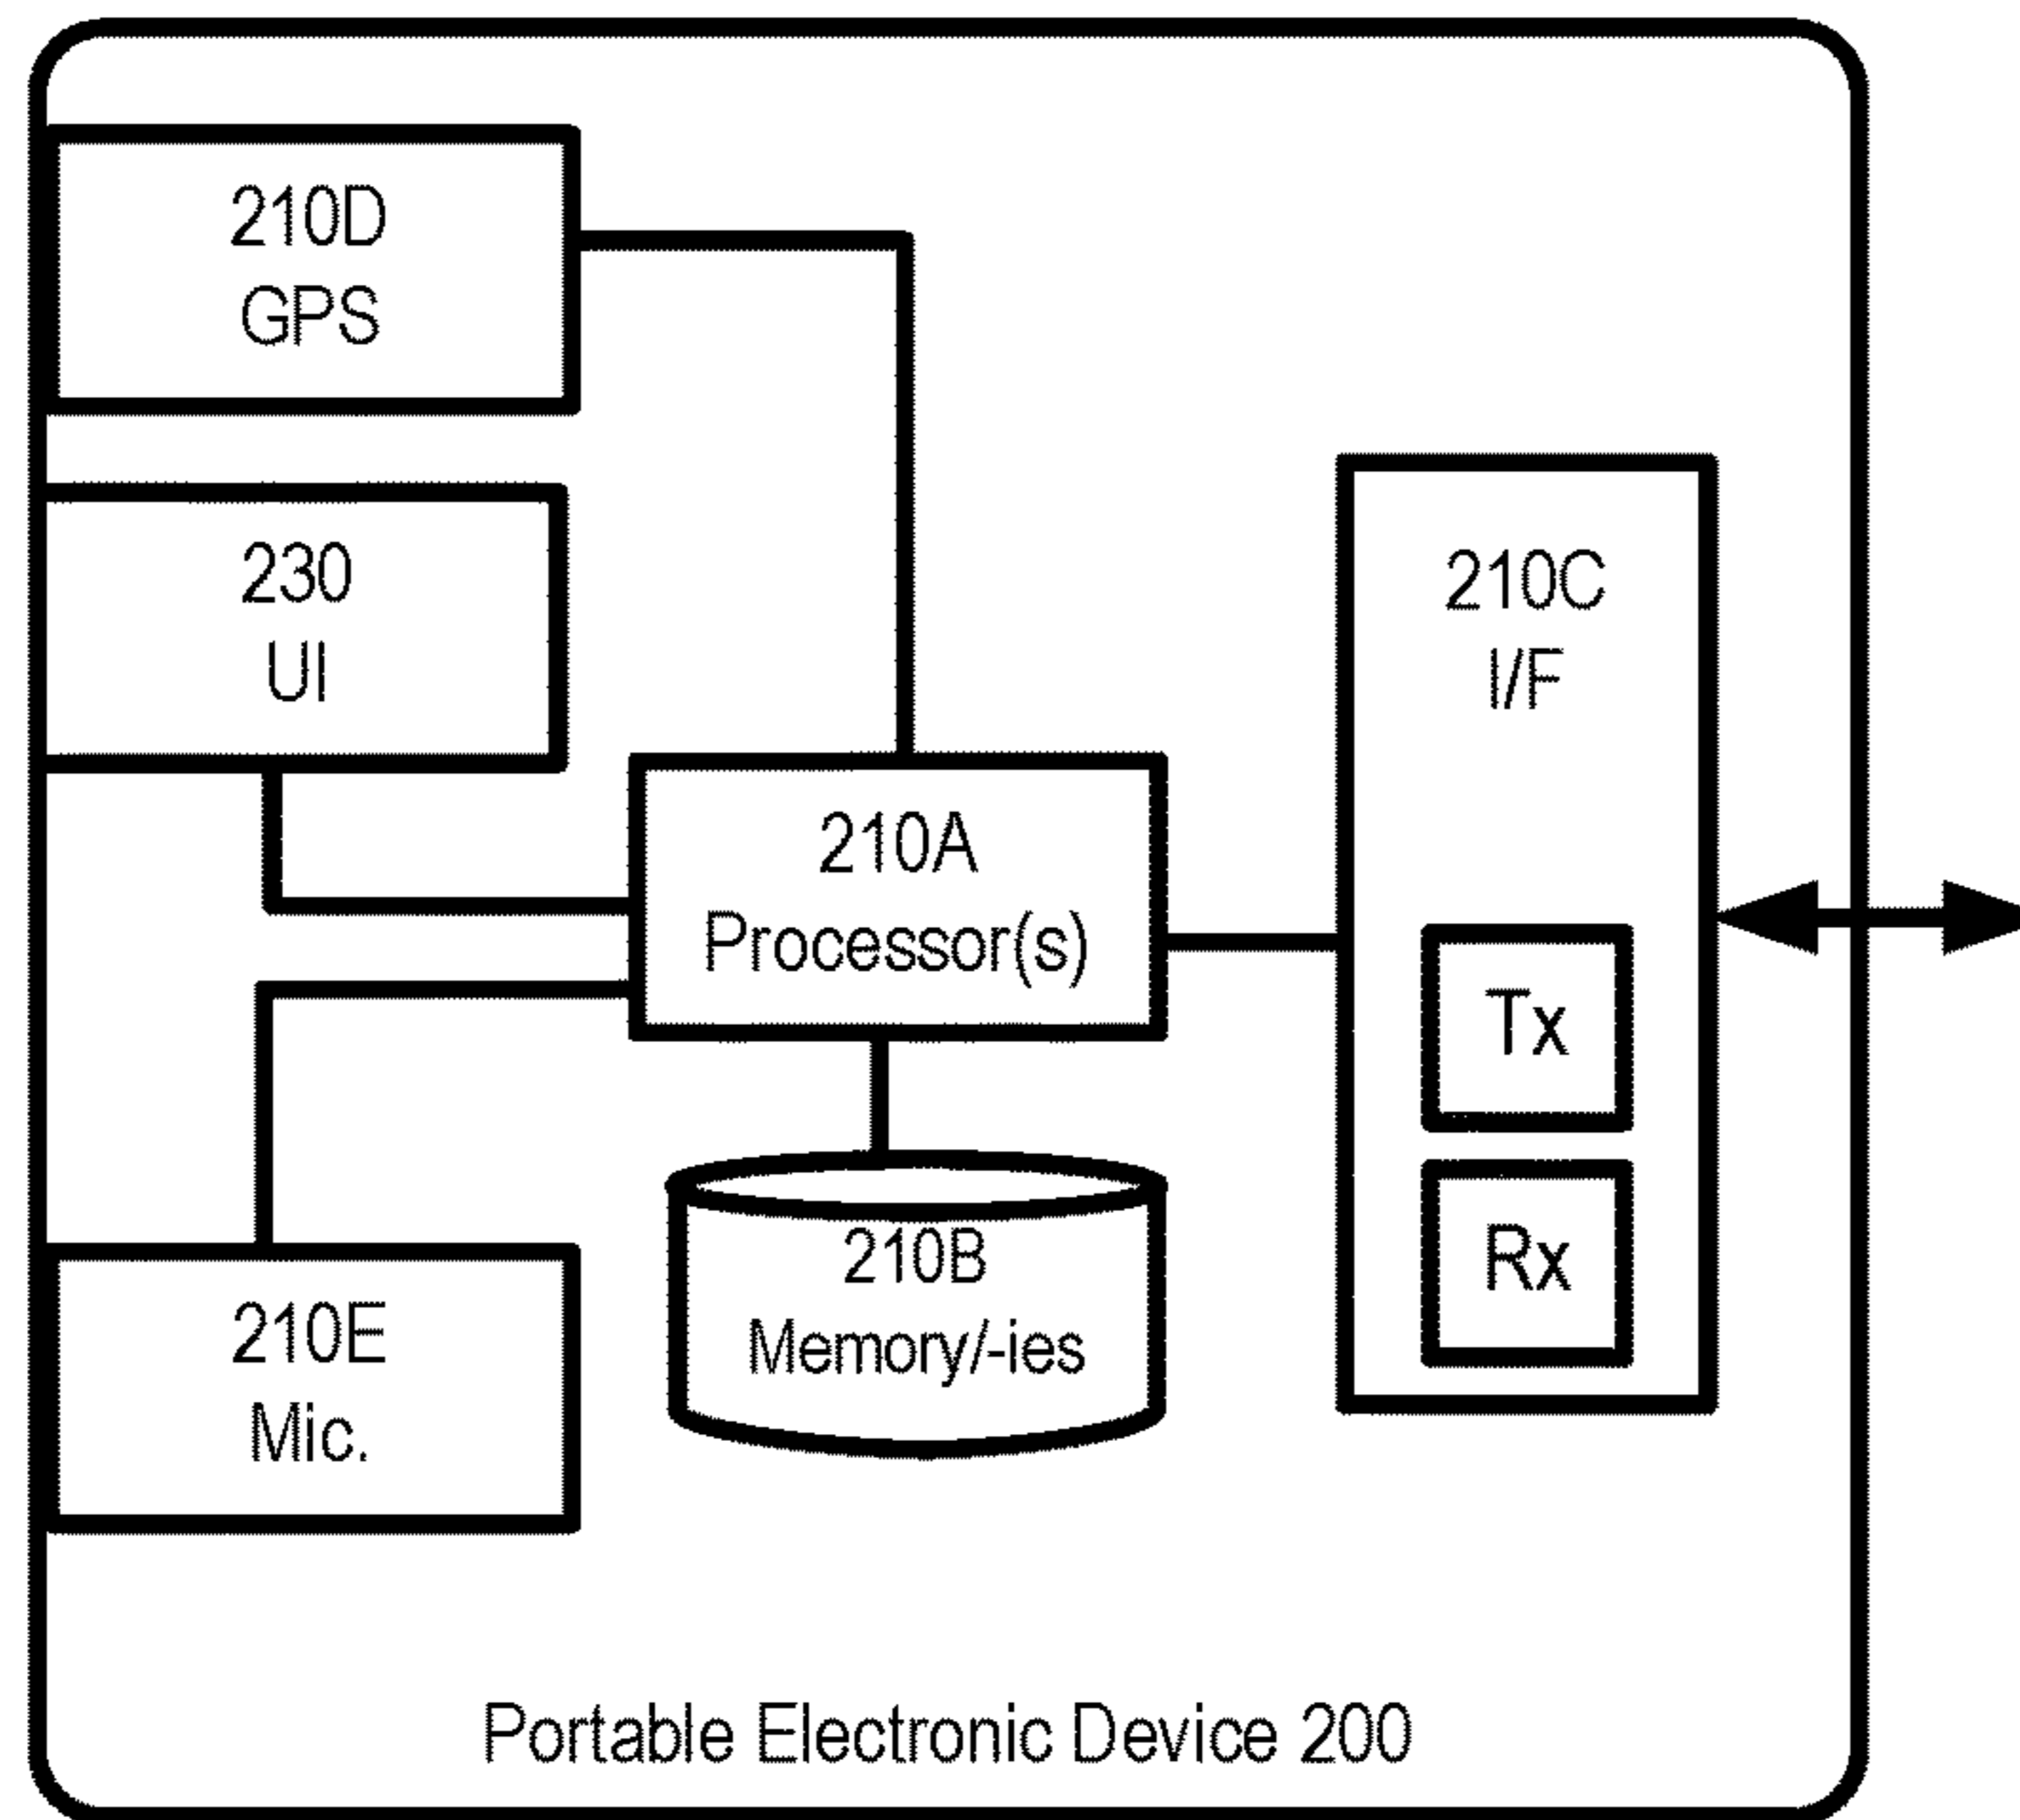 210D
GPS
230
UI
210A
Processor(s)
210C
I/F
Tx
Rx
210B
Memory/-ies
210E
Mic.
Portable Electronic Device 200